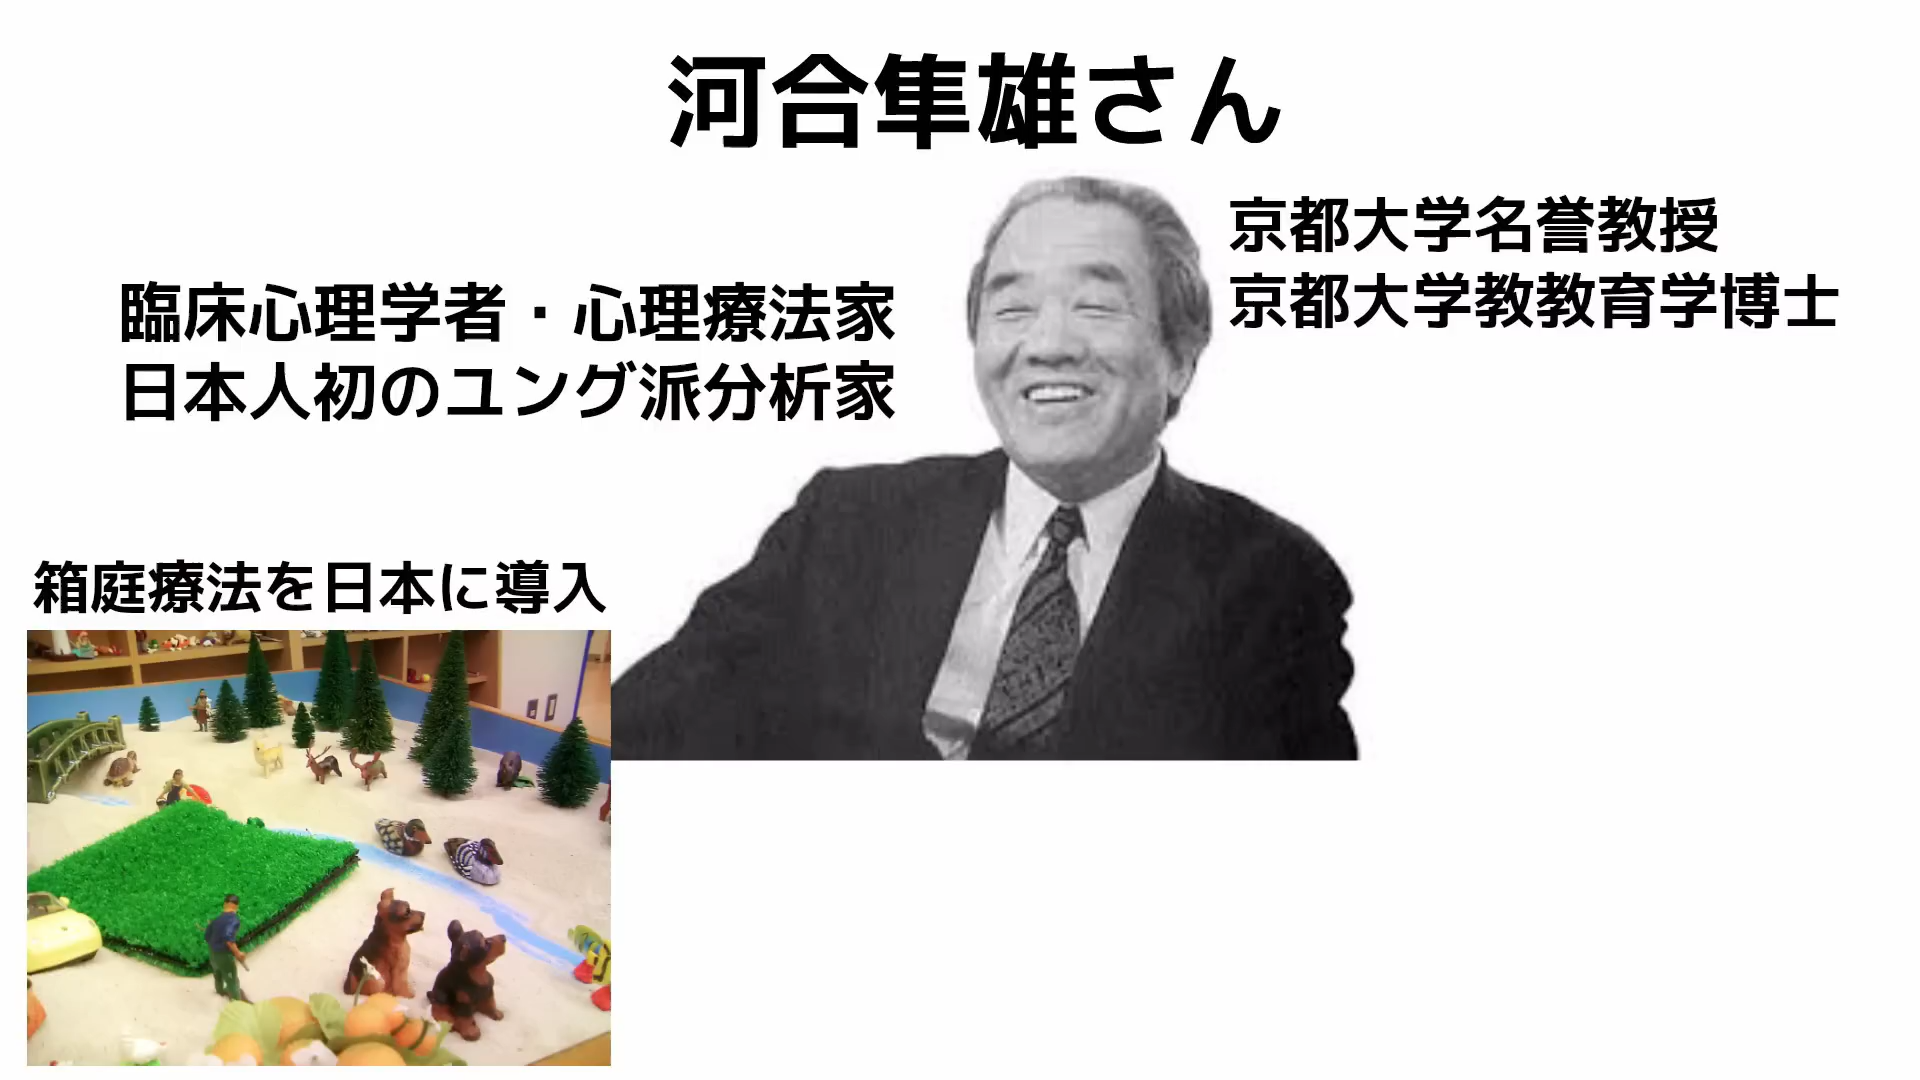 河合隼雄さん
京都大学名誉教授
京都大学教教育学博士
臨床心理学者・心理療法家
日本人初のユング派分析家
箱庭療法を日本に導入